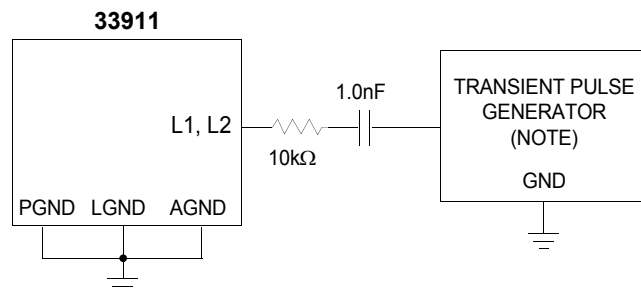 33911
L1, L2
10kΩ
1.0nF
TRANSIENT PULSE
GENERATOR
(NOTE)
GND
PGND LGND AGND